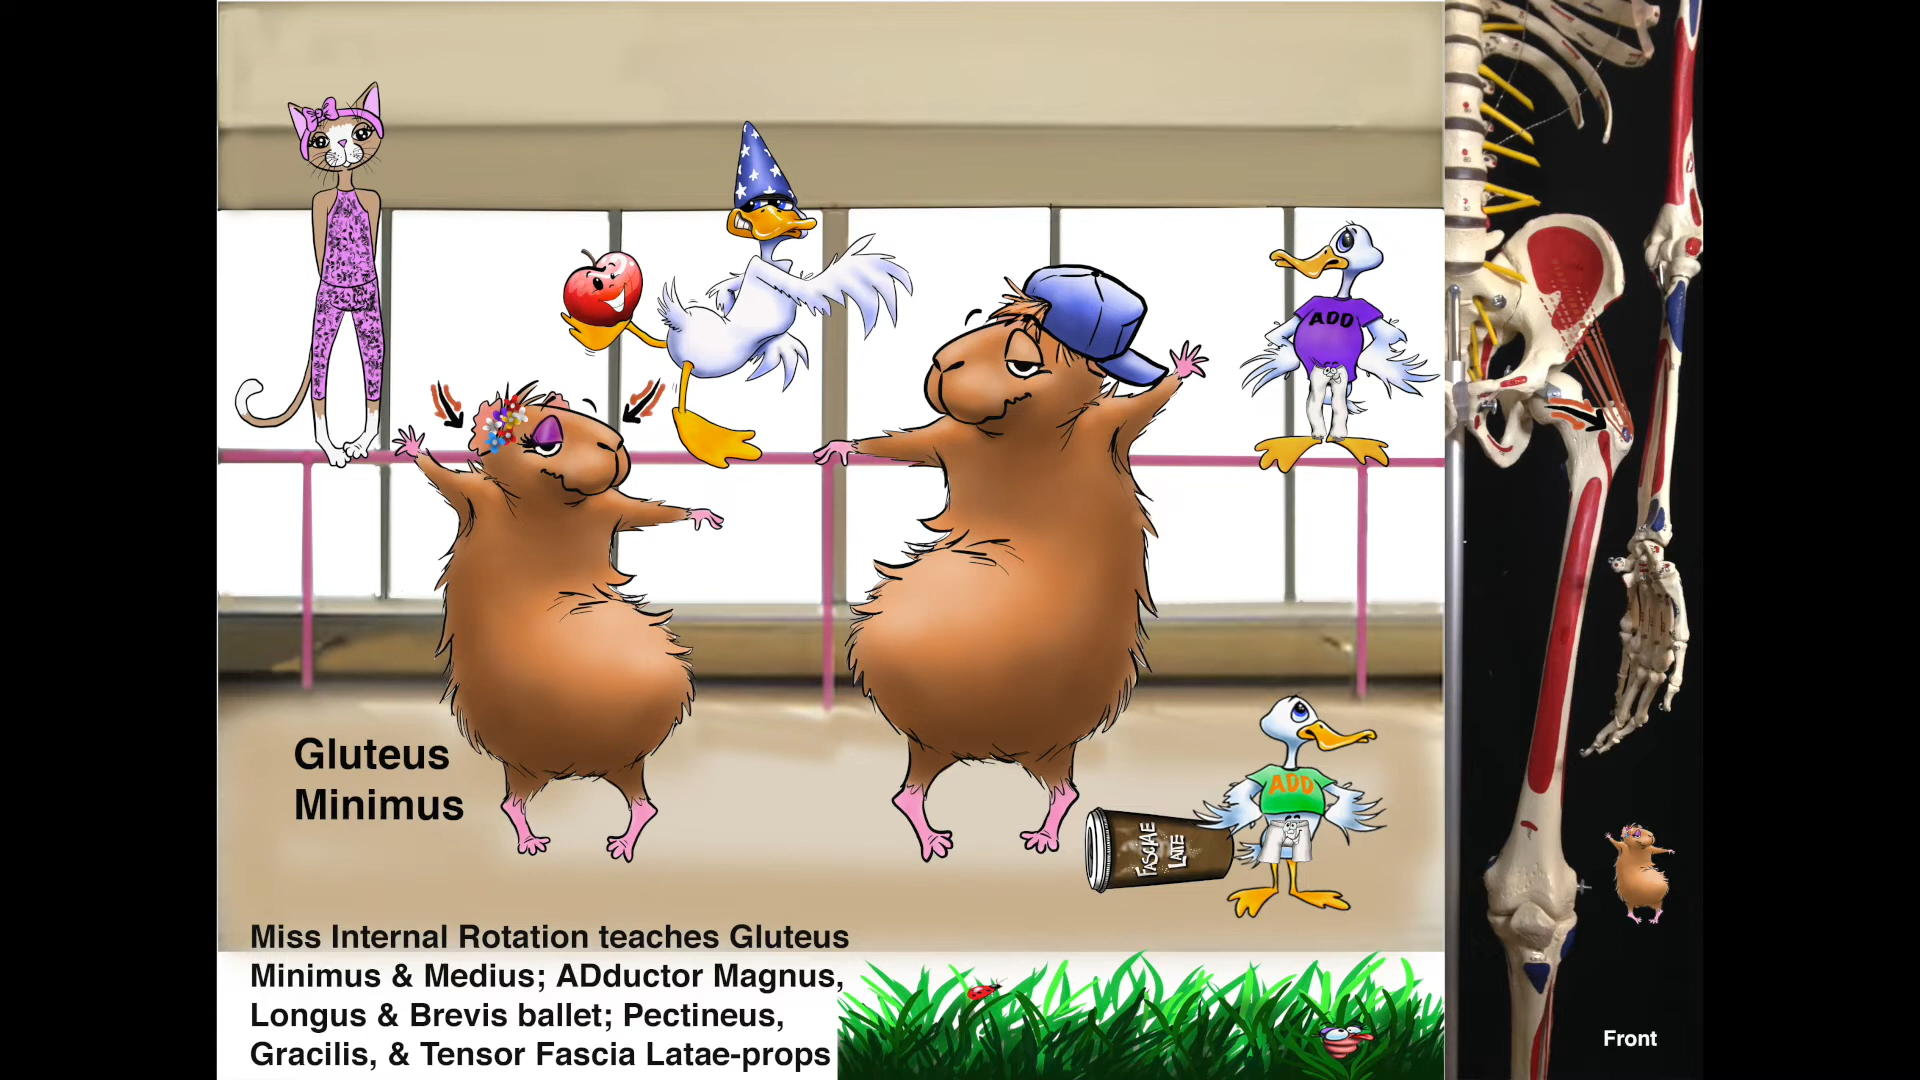 ADD
Gluteus
Minimus
ADD
FASCIAE
LATE
Miss Internal Rotation teaches Gluteus
Minimus & Medius; ADductor Magnus,
Longus & Brevis ballet; Pectineus,
Gracilis, & Tensor Fascia Latae-props
Front